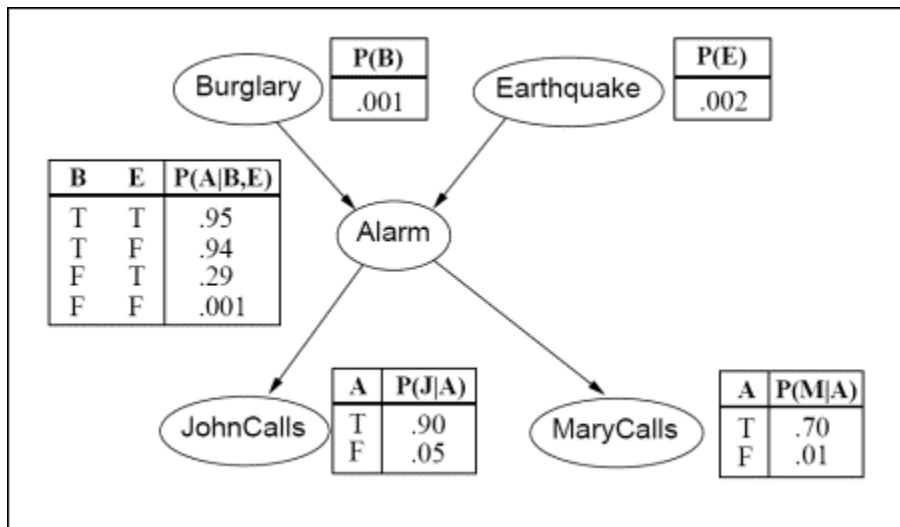 Burglary
P(B)
.001
Earthquake
P(E)
.002
B E P(A|B,E)
T T .95
T F .94
F T .29
F F .001
Alarm
JohnCalls
A P(J|A)
T .90
F .05
MaryCalls
A P(M|A)
T .70
F .01